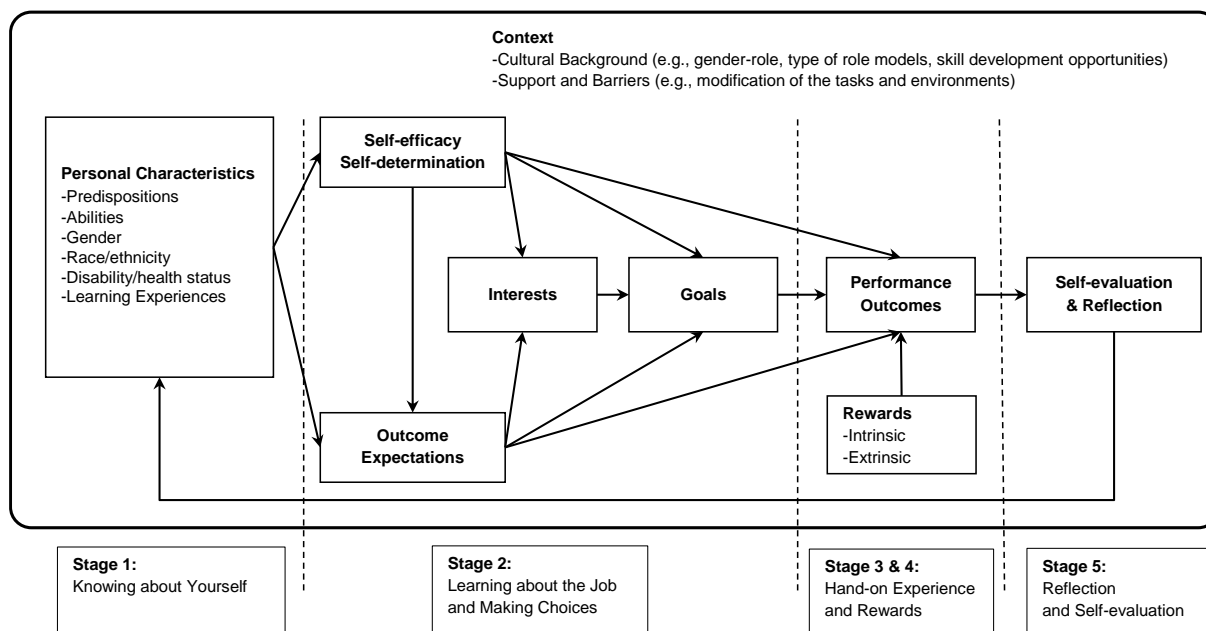 Context
-Cultural Background (e.g., gender-role, type of role models, skill development opportunities)
-Support and Barriers (e.g., modification of the tasks and environments)
Personal Characteristics
-Predispositions
-Abilities
-Gender
-Race/ethnicity
-Disability/health status
-Learning Experiences
Self-efficacy
Self-determination
Interests
Goals
Performance
Outcomes
Self-evaluation
& Reflection
Outcome
Expectations
Rewards
-Intrinsic
-Extrinsic
Stage 1:
Knowing about Yourself
Stage 2:
Learning about the Job
and Making Choices
Stage 3 & 4:
Hand-on Experience
and Rewards
Stage 5:
Reflection
and Self-evaluation